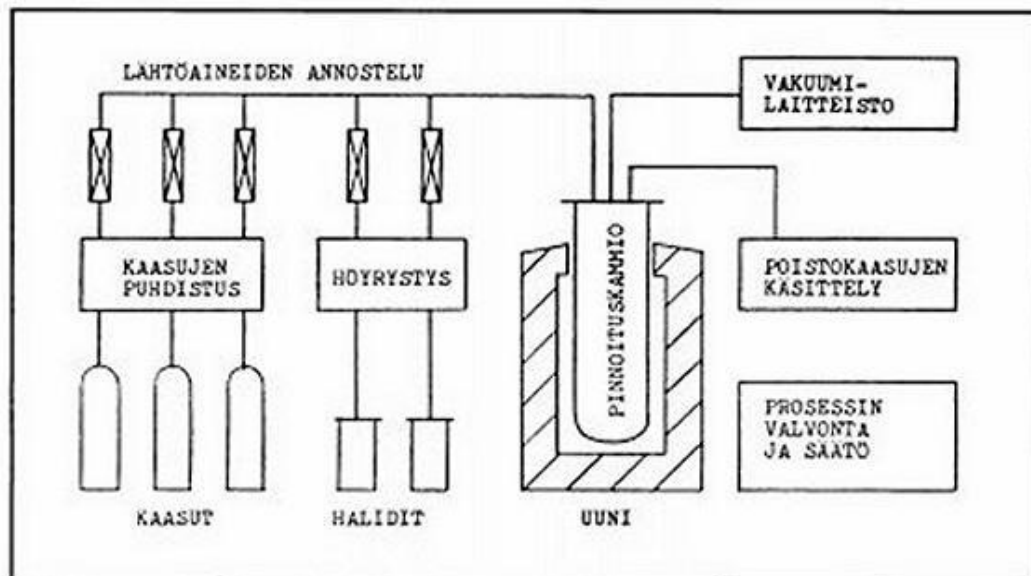 LÄHTÖAINEIDEN ANNOSTELU
VAKUUMI-
LAITTEISTO
KAASUJEN
PUHDISTUS
HÖYRYSTYS
PINNOITUSKAMMIO
POISTOKAASUJEN
KÄSITTELY
PROSESSIN
VALVONTA
JA SÄÄTÖ
KAASUT
HALIDIT
UUNI